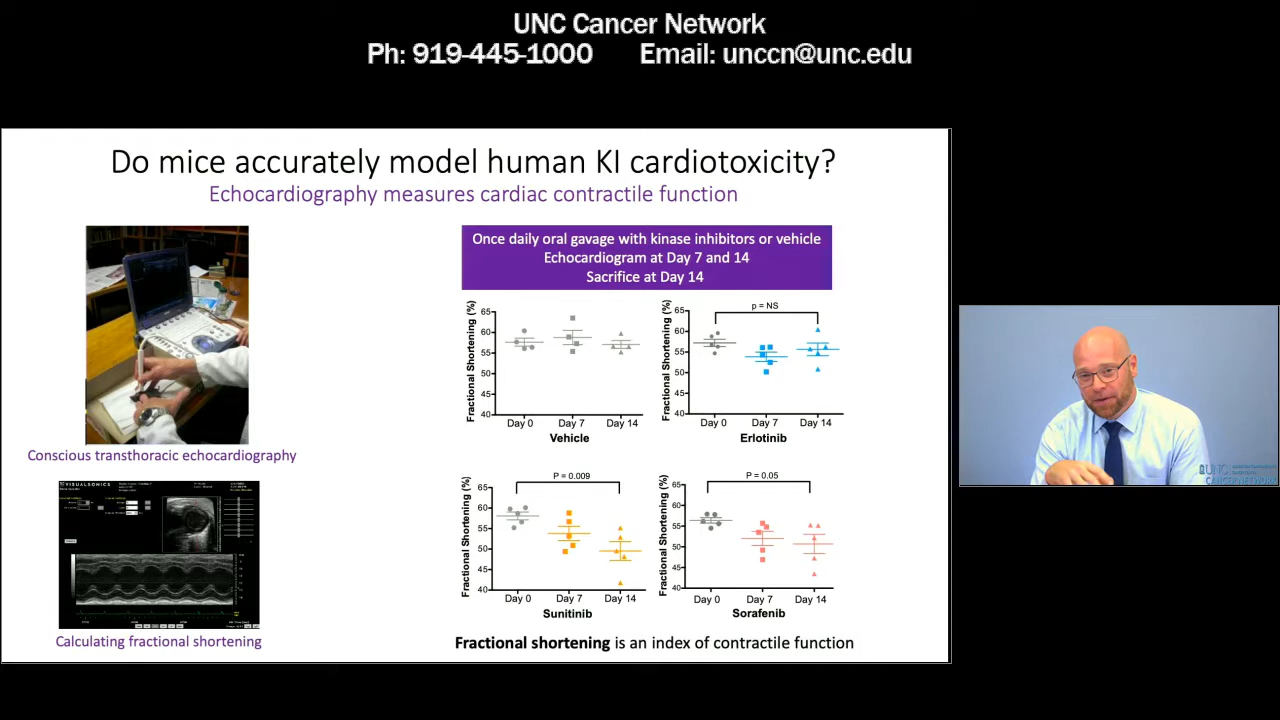 UNC Cancer Network
Ph: 919-445-1000 Email: unccn@unc.edu
Do mice accurately model human KI cardiotoxicity?
Echocardiography measures cardiac contractile function
Conscious transthoracic echocardiography
VISUALSONICS
Calculating fractional shortening
Once daily oral gavage with kinase inhibitors or vehicle
Echocardiogram at Day 7 and 14
Sacrifice at Day 14
Fractional Shortening (%)
65
60
55
50
45
40
Day 0 Day 7 Day 14
Vehicle
p = NS
Fractional Shortening (%)
65
60
55
50
45
40
Day 0 Day 7 Day 14
Erlotinib
P = 0.009
Fractional Shortening (%)
65
60
55
50
45
40
Day 0 Day 7 Day 14
Sunitinib
P = 0.05
Fractional Shortening (%)
65
60
55
50
45
40
Day 0 Day 7 Day 14
Sorafenib
Fractional shortening is an index of contractile function
UNC
CANCER NETWORK